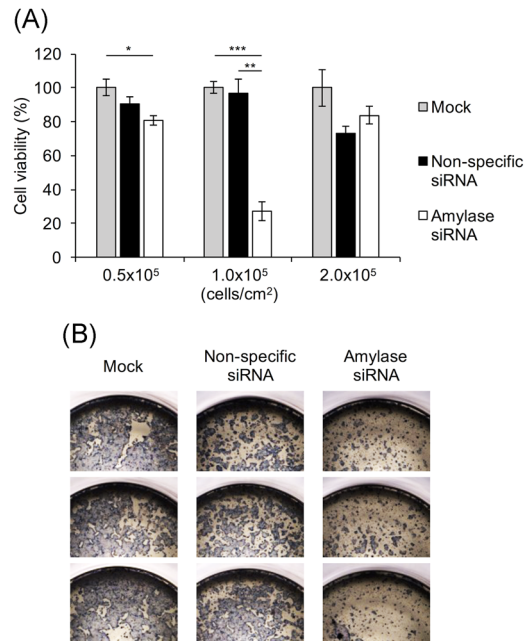 (A)
Cell viability (%)
120
100
80
60
40
20
0
*
***
**
0.5x10⁵
1.0x10⁵
2.0x10⁵
(cells/cm²)
Mock
Non-specific
siRNA
Amylase
siRNA
(B)
Mock
Non-specific
siRNA
Amylase
siRNA